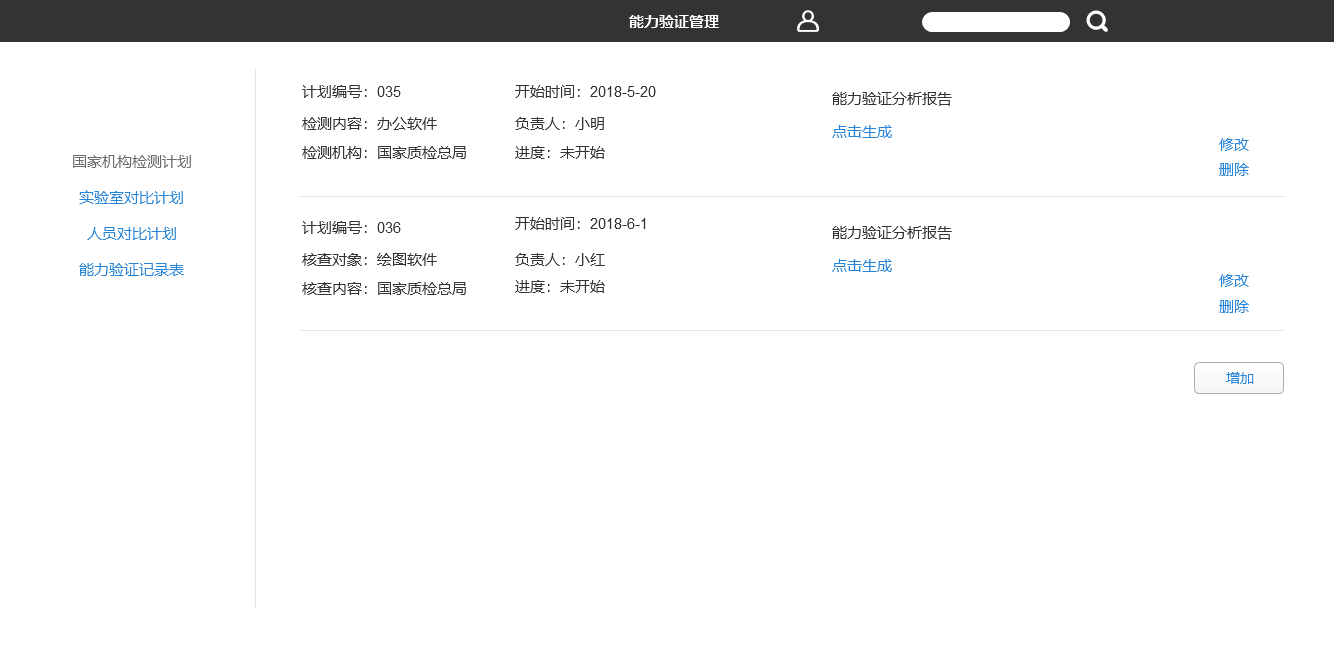 能力验证管理
国家机构检测计划
实验室对比计划
人员对比计划
能力验证记录表
计划编号：035
开始时间：2018-5-20
能力验证分析报告
检测内容：办公软件
负责人：小明
点击生成
检测机构：国家质检总局
进度：未开始
修改
删除
计划编号：036
开始时间：2018-6-1
能力验证分析报告
核查对象：绘图软件
负责人：小红
点击生成
核查内容：国家质检总局
进度：未开始
修改
删除
增加